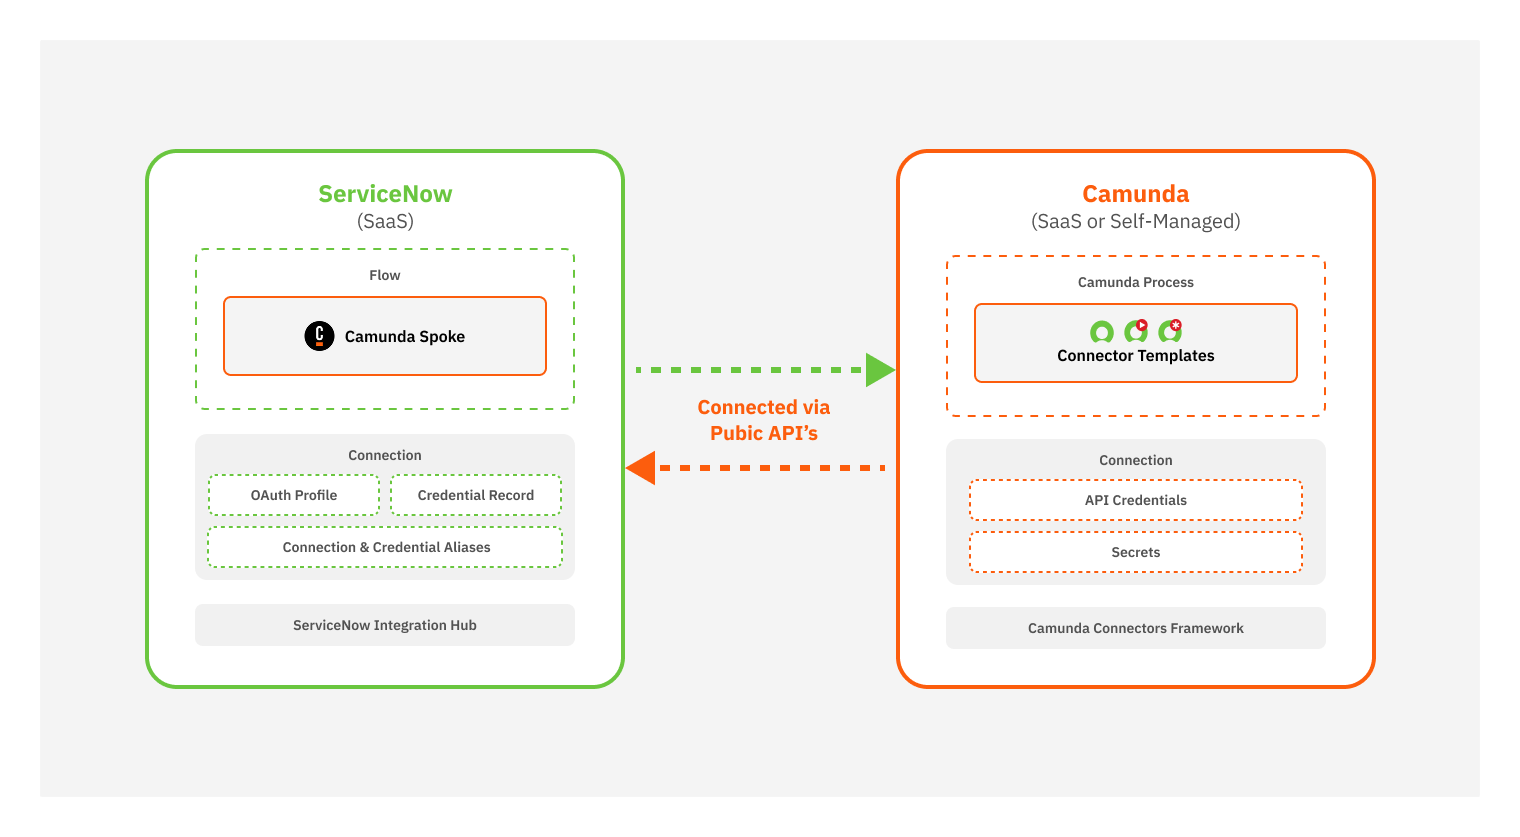 ServiceNow
(SaaS)
Flow
Camunda Spoke
Connection
OAuth Profile
Credential Record
Connection & Credential Aliases
ServiceNow Integration Hub
Connected via
Pubic API’s
Camunda
(SaaS or Self-Managed)
Camunda Process
Connector Templates
Connection
API Credentials
Secrets
Camunda Connectors Framework